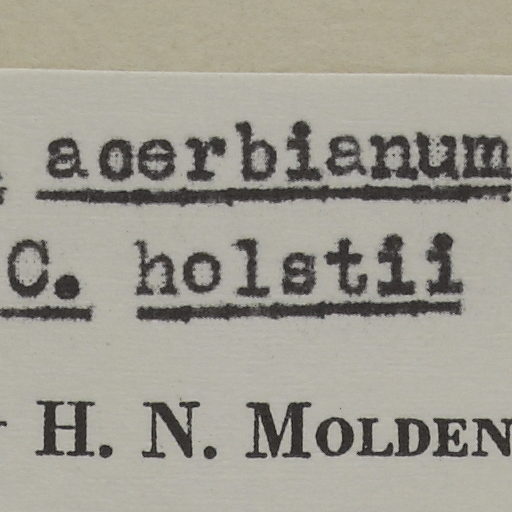 acerbianum
C. holstii
H. N. MOLDEN